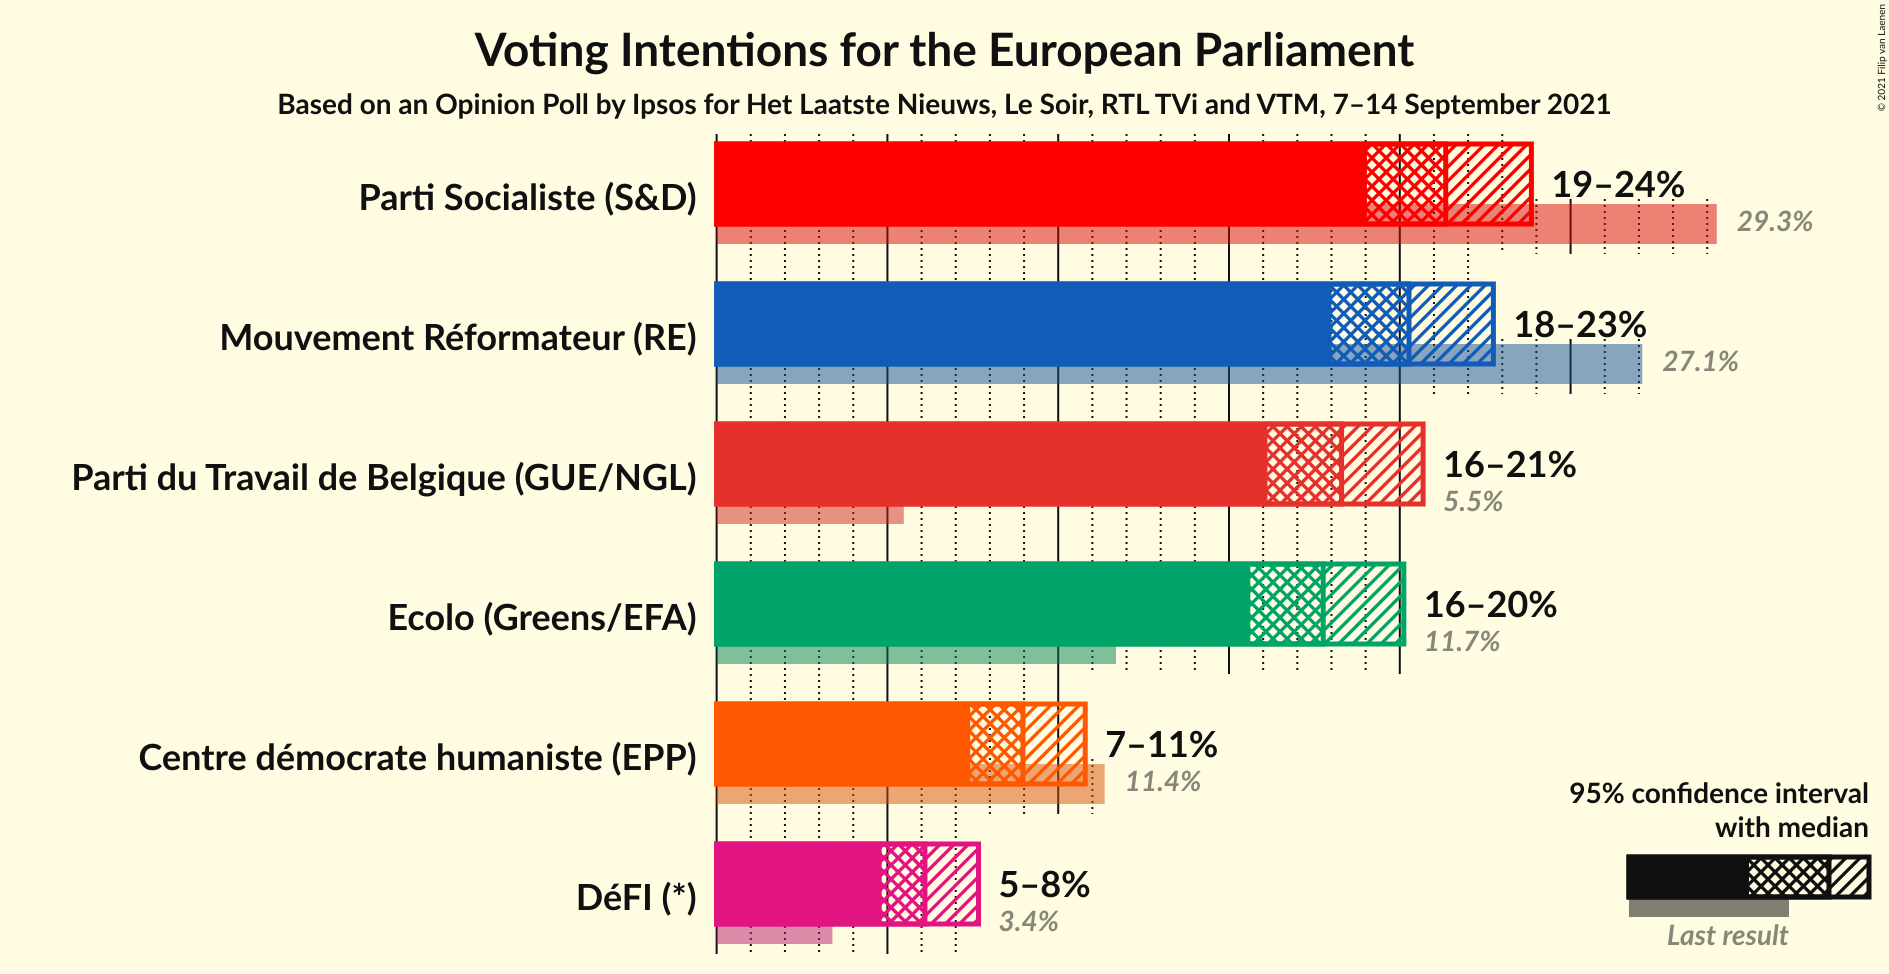 Voting Intentions for the European Parliament
Based on an Opinion Poll by Ipsos for Het Laatste Nieuws, Le Soir, RTL TVi and VTM, 7–14 September 2021
© 2021 Filip van Laenen
Parti Socialiste (S&D)
19–24%
29.3%
Mouvement Réformateur (RE)
18–23%
27.1%
Parti du Travail de Belgique (GUE/NGL)
16–21%
5.5%
Ecolo (Greens/EFA)
16–20%
11.7%
Centre démocrate humaniste (EPP)
7–11%
11.4%
DéFI (*)
5–8%
3.4%
95% confidence interval
with median
Last result